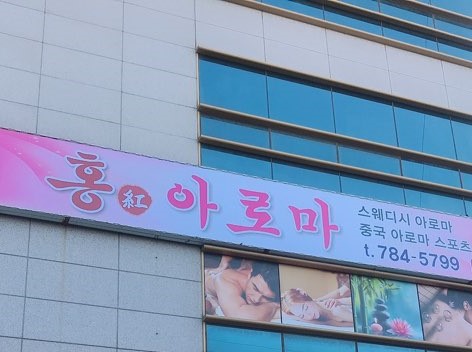 홍 紅 아로마
스웨디시 아로마
중국 아로마 스포츠
t. 784-5799